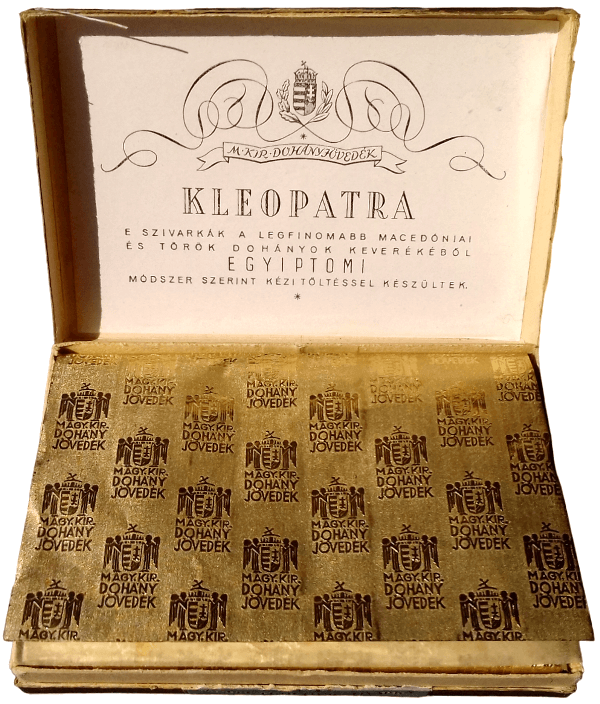 M·KIR·DOHÁNYJÖVEDÉK
KLEOPATRA
E SZIVARKÁK A LEGFINOMABB MACEDÓNIAI
ÉS TÖRÖK DOHÁNYOK KEVERÉKÉBŐL
EGYIPTOMI
MÓDSZER SZERINT KÉZI TÖLTÉSSEL KÉSZÜLTEK.
MAGY.KIR.
DOHÁNY
JÖVEDÉK